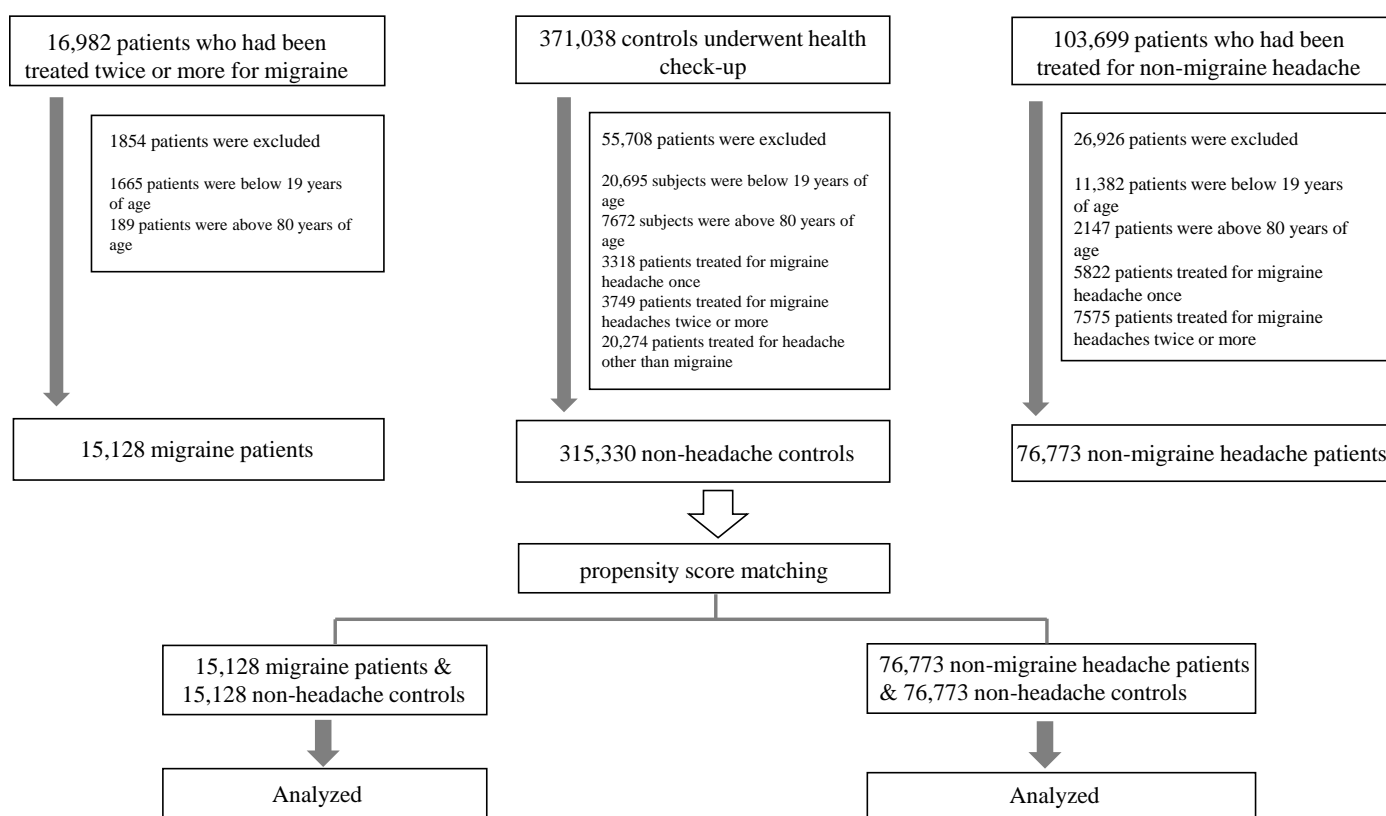 16,982 patients who had been
treated twice or more for migraine
371,038 controls underwent health
check-up
103,699 patients who had been
treated for non-migraine headache
1854 patients were excluded
1665 patients were below 19 years
of age
189 patients were above 80 years of
age
55,708 patients were excluded
20,695 subjects were below 19 years of
age
7672 subjects were above 80 years of
age
3318 patients treated for migraine
headache once
3749 patients treated for migraine
headaches twice or more
20,274 patients treated for headache
other than migraine
26,926 patients were excluded
11,382 patients were below 19 years
of age
2147 patients were above 80 years of
age
5822 patients treated for migraine
headache once
7575 patients treated for migraine
headaches twice or more
15,128 migraine patients
315,330 non-headache controls
76,773 non-migraine headache patients
propensity score matching
15,128 migraine patients &
15,128 non-headache controls
76,773 non-migraine headache patients
& 76,773 non-headache controls
Analyzed
Analyzed